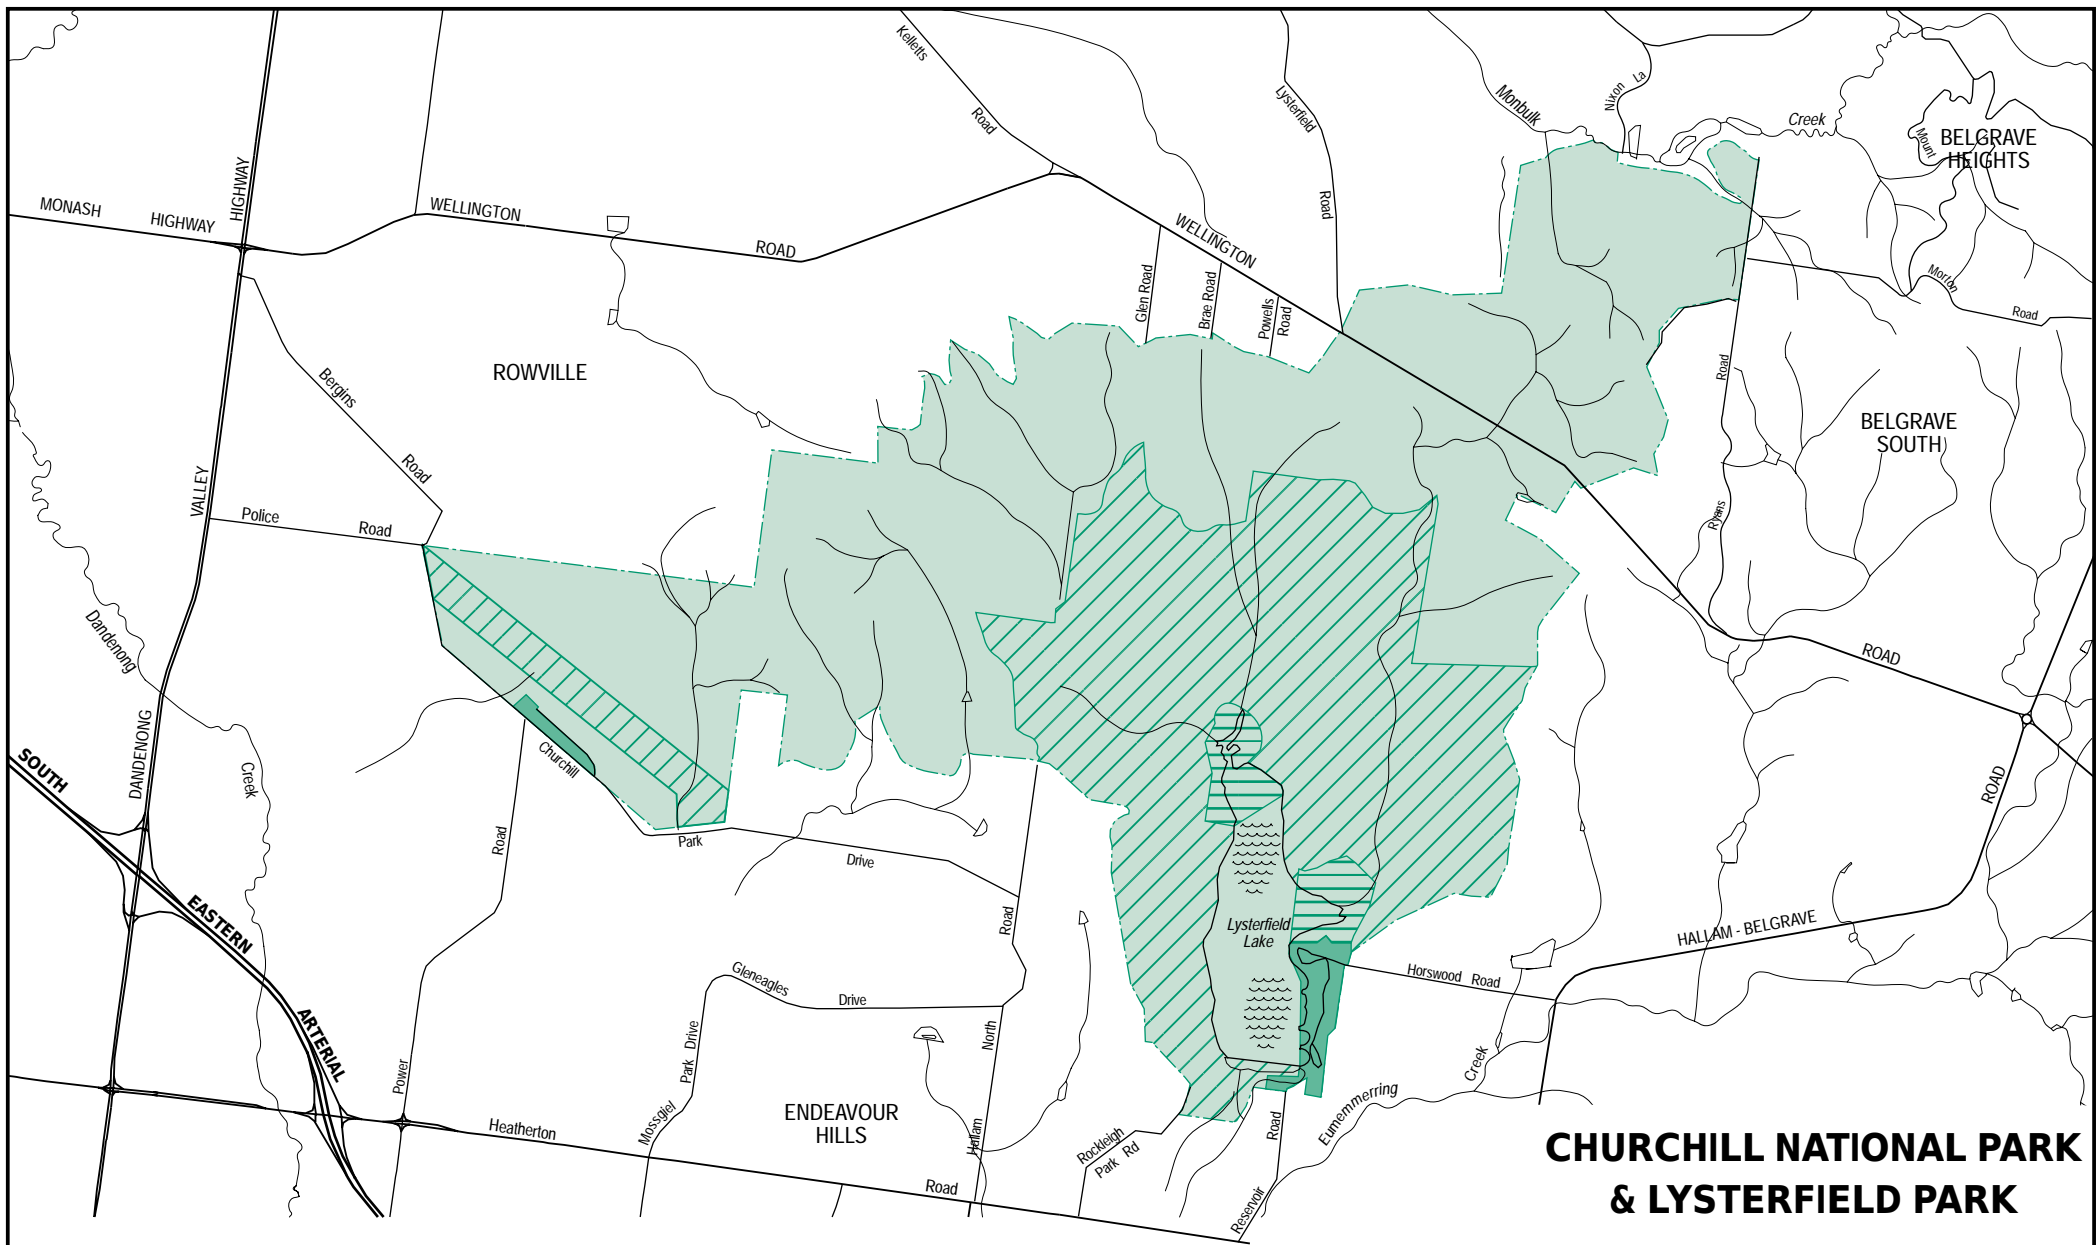 Kelletts
Road
Lysterfield
Road
Monbulk
Nixon La
Creek
Mount
BELGRAVE
HEIGHTS
MONASH
HIGHWAY
HIGHWAY
WELLINGTON
ROAD
WELLINGTON
Glen Road
Brae Road
Powells
Road
Morton
Road
Bergins
Road
ROWVILLE
Road
BELGRAVE
SOUTH
VALLEY
Police
Road
Ryans
Dandenong
Creek
DANDENONG
ROAD
SOUTH
EASTERN
ARTERIAL
Churchill
Park
Drive
Road
Power
Road
ROAD
Lysterfield
Lake
HALLAM - BELGRAVE
Horswood Road
Gleneagles
Drive
Park Drive
Mossgiel
North
Hallam
Creek
Eumemmerring
ENDEAVOUR
HILLS
Heatherton
Road
Rockleigh
Park Rd
Road
Reservoir
CHURCHILL NATIONAL PARK
& LYSTERFIELD PARK